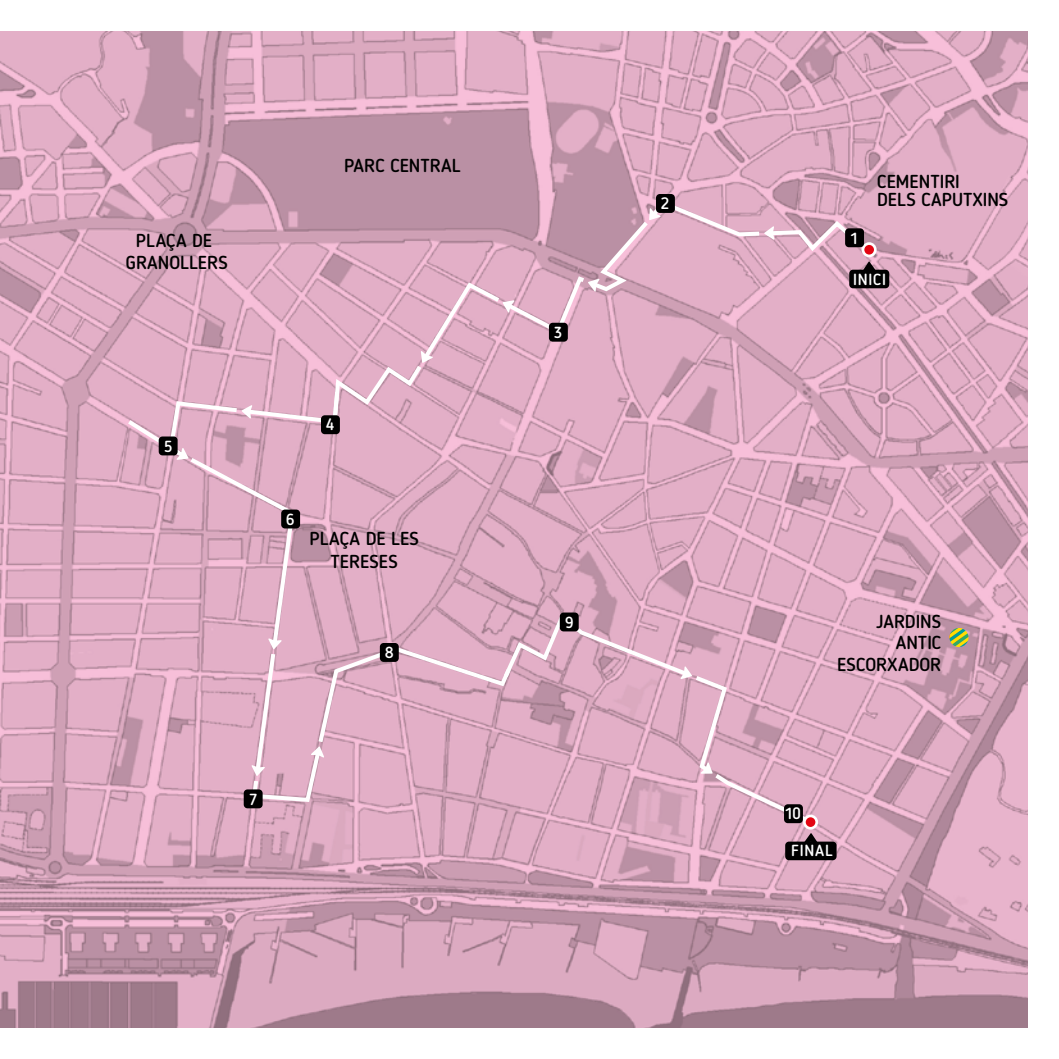 PARC CENTRAL
CEMENTIRI
DELS CAPUTXINS
2
1
PLAÇA DE
GRANOLLERS
INICI
3
4
5
6
PLAÇA DE LES
TERESES
9
JARDINS
ANTIC
ESCORXADOR
8
7
10
FINAL